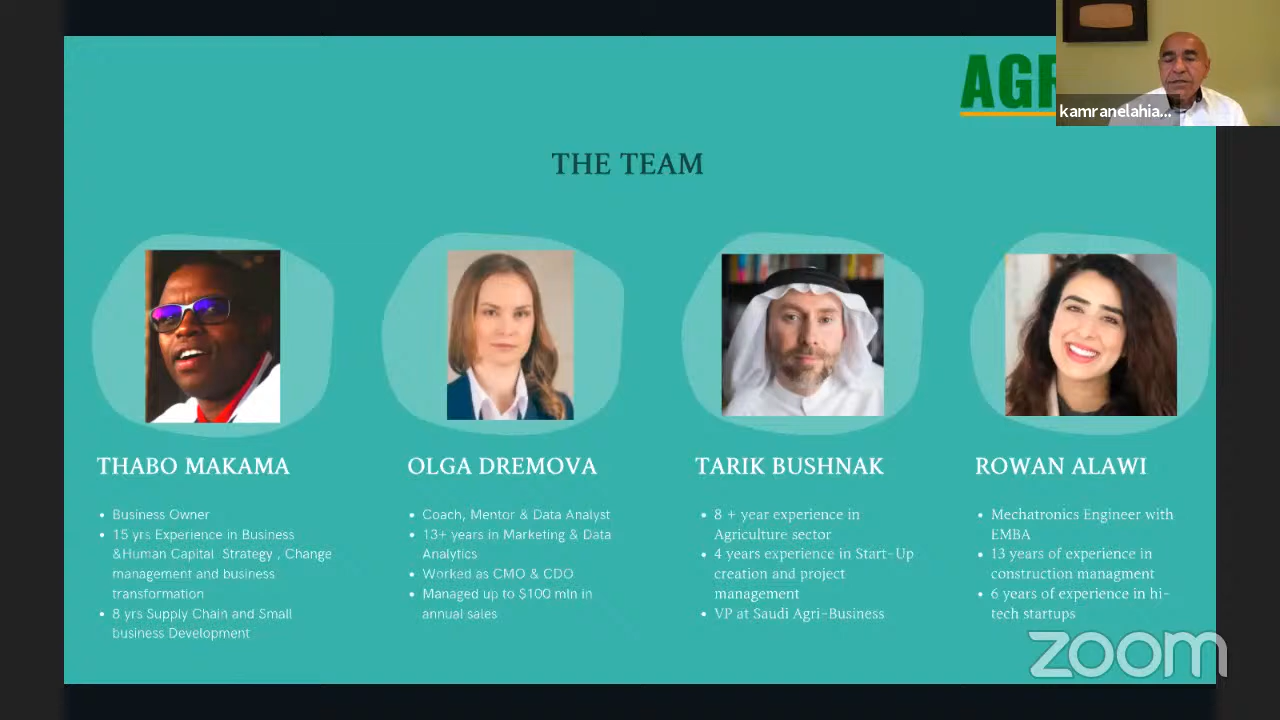 AGR
kamranelahia...
THE TEAM
THABO MAKAMA
Business Owner
15 yrs Experience in Business
&Human Capital Strategy , Change
management and business
transformation
8 yrs Supply Chain and Small
business Development
OLGA DREMOVA
Coach, Mentor & Data Analyst
13+ years in Marketing & Data
Analytics
Worked as CMO & CDO
Managed up to $100 mln in
annual sales
TARIK BUSHNAK
8 + year experience in
Agriculture sector
4 years experience in Start-Up
creation and project
management
VP at Saudi Agri-Business
ROWAN ALAWI
Mechatronics Engineer with
EMBA
13 years of experience in
construction managment
6 years of experience in hi-
tech startups
zoom